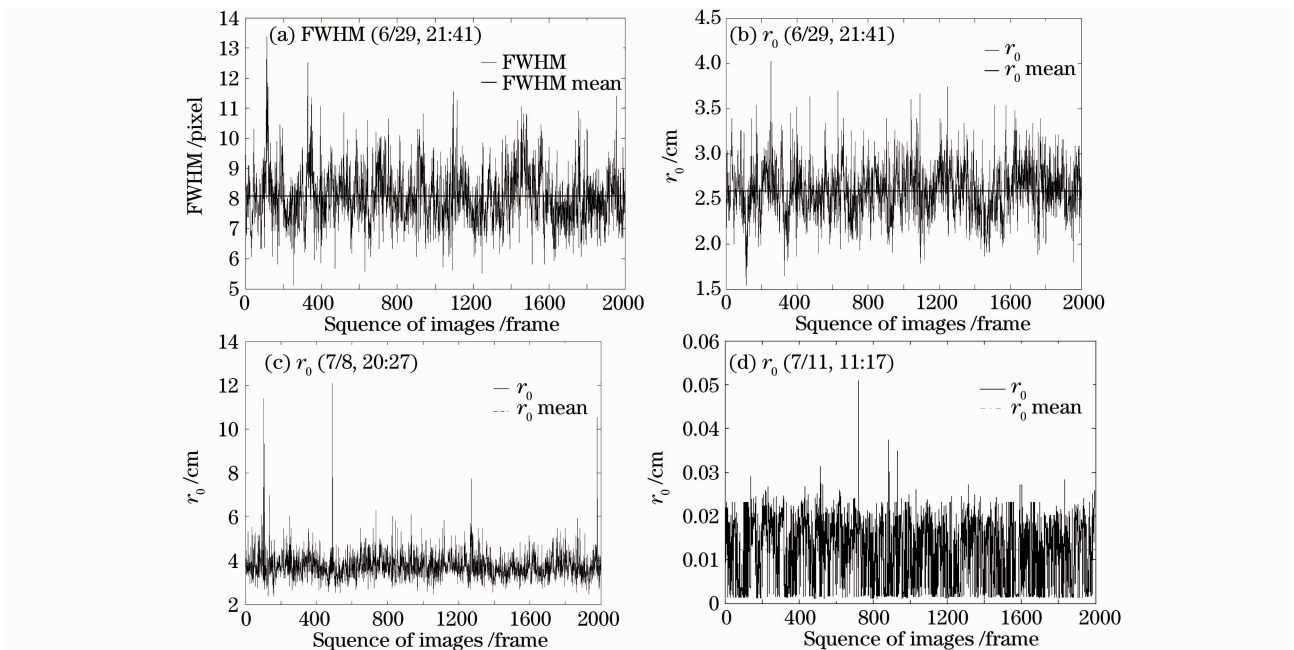 (a) FWHM (6/29, 21:41)
FWHM
FWHM mean
14
13
12
11
10
9
8
7
6
5
FWHM /pixel
0 400 800 1200 1600 2000
Squence of images /frame
(b) r₀ (6/29, 21:41)
r₀
r₀ mean
4.5
4.0
3.5
3.0
2.5
2.0
1.5
r₀ /cm
0 400 800 1200 1600 2000
Squence of images /frame
(c) r₀ (7/8, 20:27)
r₀
r₀ mean
14
12
10
8
6
4
2
r₀ /cm
0 400 800 1200 1600 2000
Squence of images /frame
(d) r₀ (7/11, 11:17)
r₀
r₀ mean
0.06
0.05
0.04
0.03
0.02
0.01
0
r₀ /cm
0 400 800 1200 1600 2000
Squence of images /frame